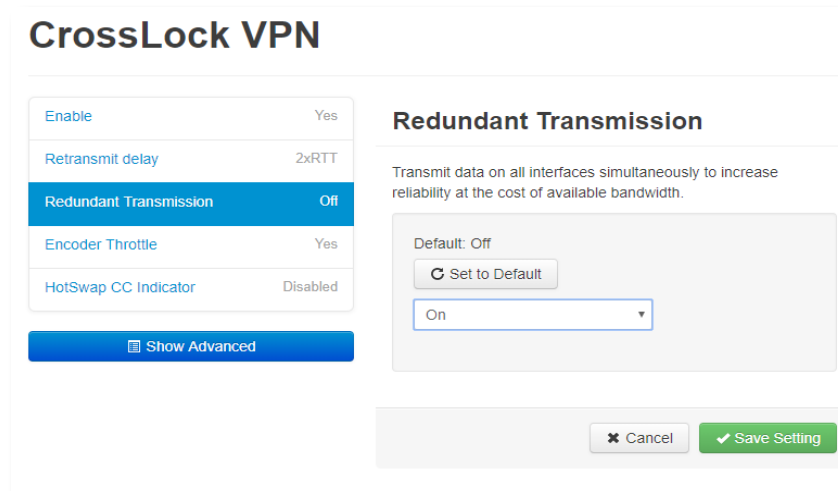 CrossLock VPN
Enable Yes
Retransmit delay 2xRTT
Redundant Transmission Off
Encoder Throttle Yes
HotSwap CC Indicator Disabled
Show Advanced
Redundant Transmission
Transmit data on all interfaces simultaneously to increase
reliability at the cost of available bandwidth.
Default: Off
Set to Default
On
Cancel
Save Setting